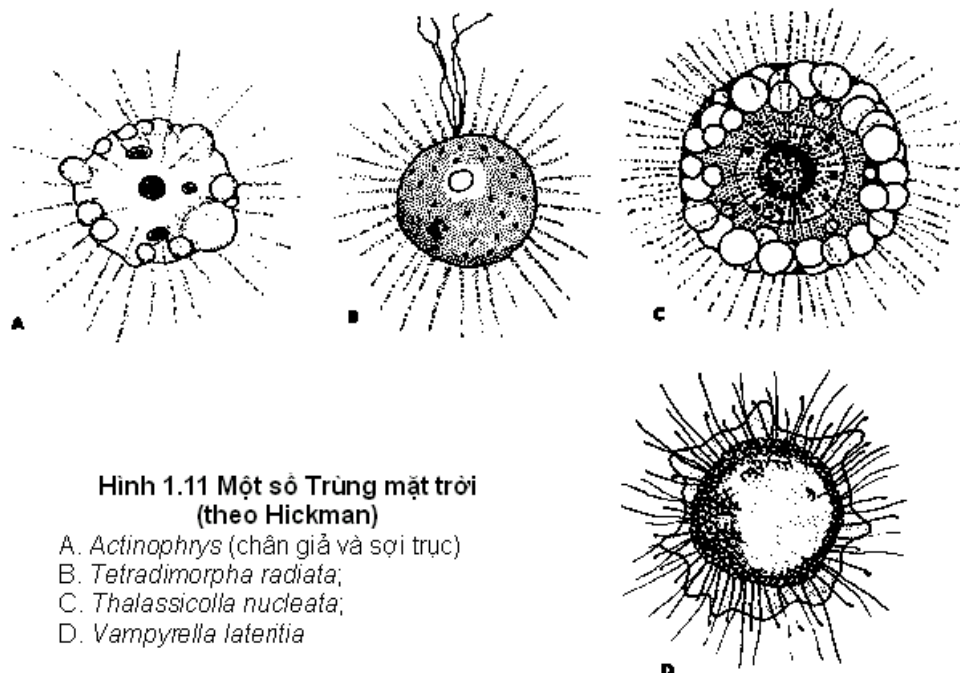 A
B
C
D
Hình 1.11 Một số Trùng mặt trời
(theo Hickman)
A. Actinophrys (chân giả và sợi trục)
B. Tetradimorpha radiata;
C. Thalassicolla nucleata;
D. Vampyrella lateritia